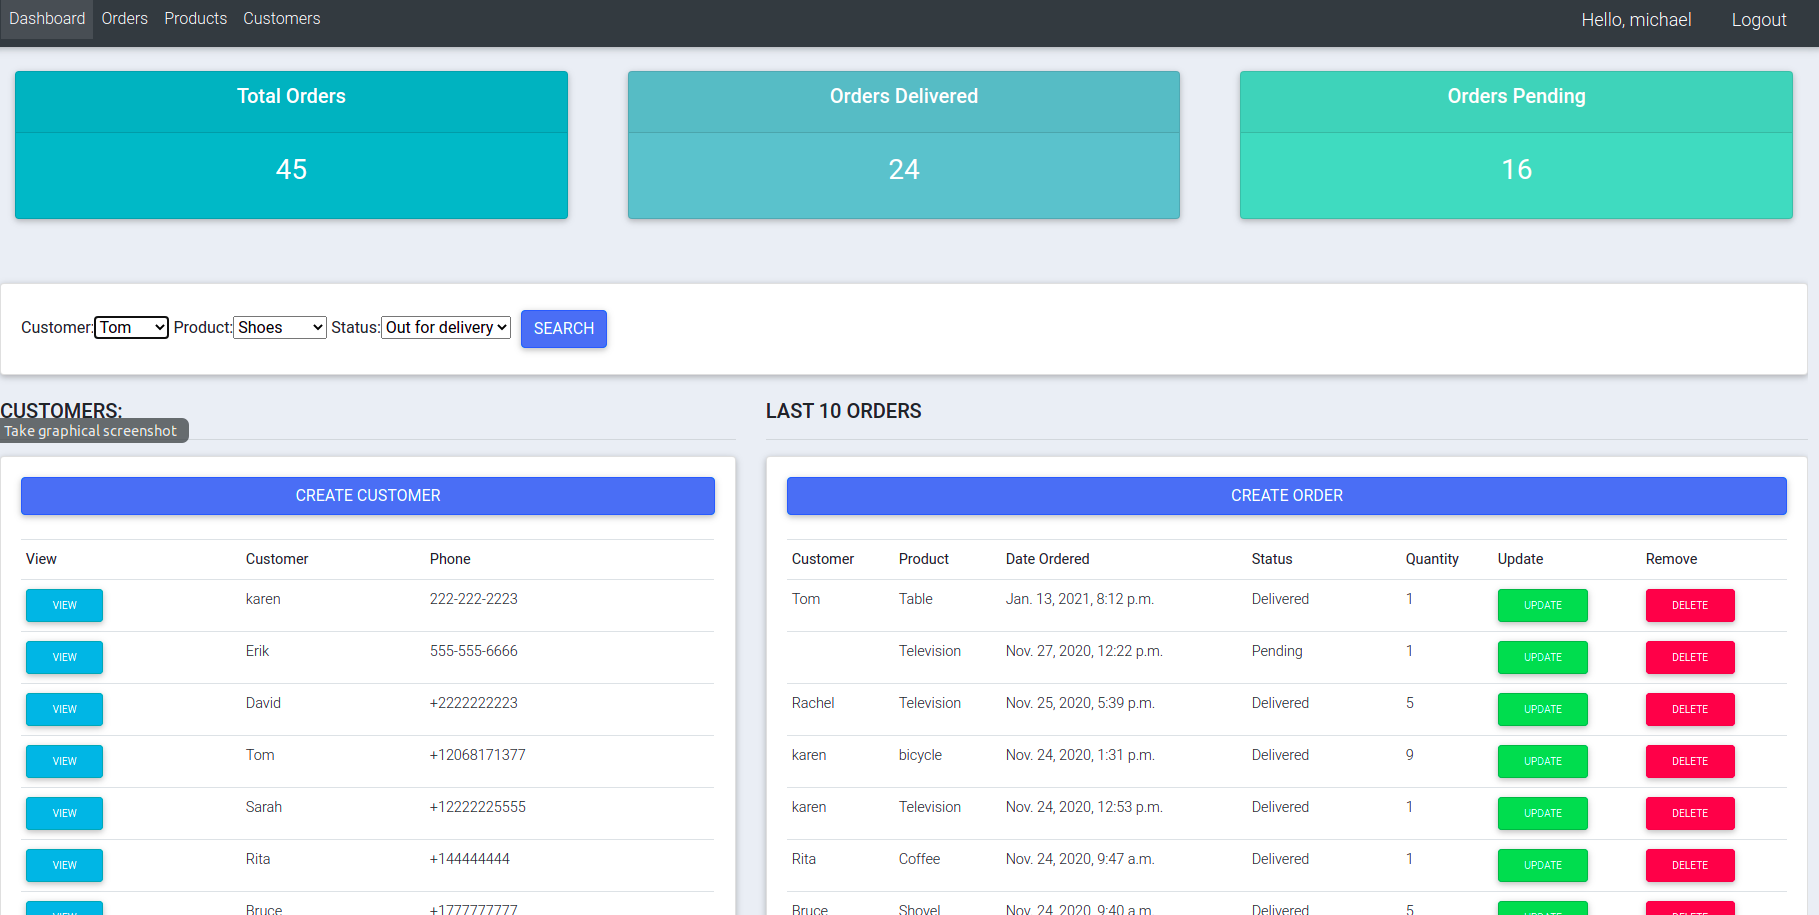 Dashboard Orders Products Customers Hello, michael Logout
Total Orders
45
Orders Delivered
24
Orders Pending
16
Customer: Tom Product: Shoes Status: Out for delivery SEARCH
CUSTOMERS:
Take graphical screenshot
CREATE CUSTOMER
View Customer Phone
VIEW karen 222-222-2223
VIEW Erik 555-555-6666
VIEW David +2222222223
VIEW Tom +12068171377
VIEW Sarah +12222225555
VIEW Rita +144444444
VIEW Bruce +1777777777
LAST 10 ORDERS
CREATE ORDER
Customer Product Date Ordered Status Quantity Update Remove
Tom Table Jan. 13, 2021, 8:12 p.m. Delivered 1 UPDATE DELETE
Television Nov. 27, 2020, 12:22 p.m. Pending 1 UPDATE DELETE
Rachel Television Nov. 25, 2020, 5:39 p.m. Delivered 5 UPDATE DELETE
karen bicycle Nov. 24, 2020, 1:31 p.m. Delivered 9 UPDATE DELETE
karen Television Nov. 24, 2020, 12:53 p.m. Delivered 1 UPDATE DELETE
Rita Coffee Nov. 24, 2020, 9:47 a.m. Delivered 1 UPDATE DELETE
Bruce Shovel Nov. 24, 2020, 9:40 a.m. Delivered 5 UPDATE DELETE